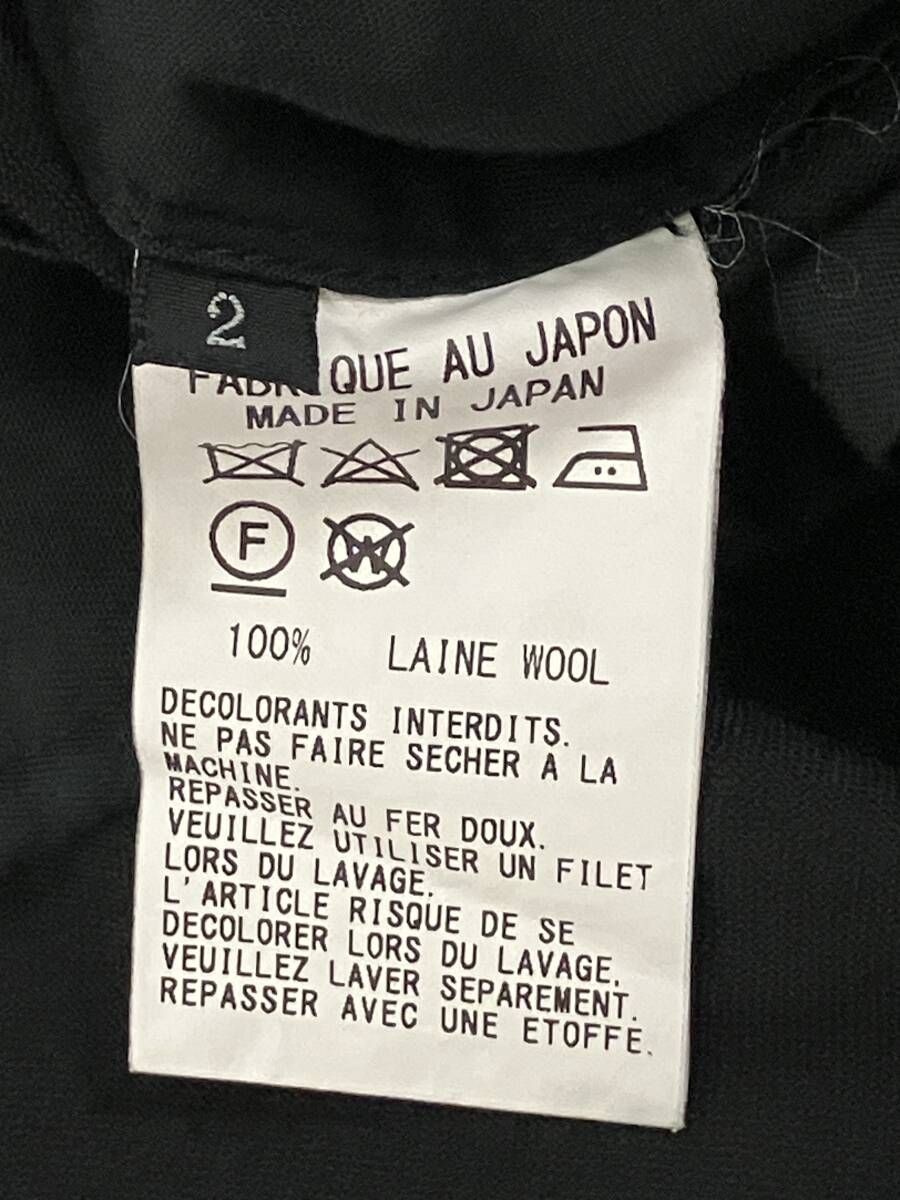 2
QUE AU JAPON
MADE IN JAPAN
F
W
100% LAINE WOOL
DECOLORANTS INTERDITS.
NE PAS FAIRE SECHER A LA
MACHINE.
REPASSER AU FER DOUX.
VEUILLEZ UTILISER UN FILET
LORS DU LAVAGE.
L'ARTICLE RISQUE DE SE
DECOLORER LORS DU LAVAGE.
VEUILLEZ LAVER SEPAREMENT.
REPASSER AVEC UNE ETOFFE.